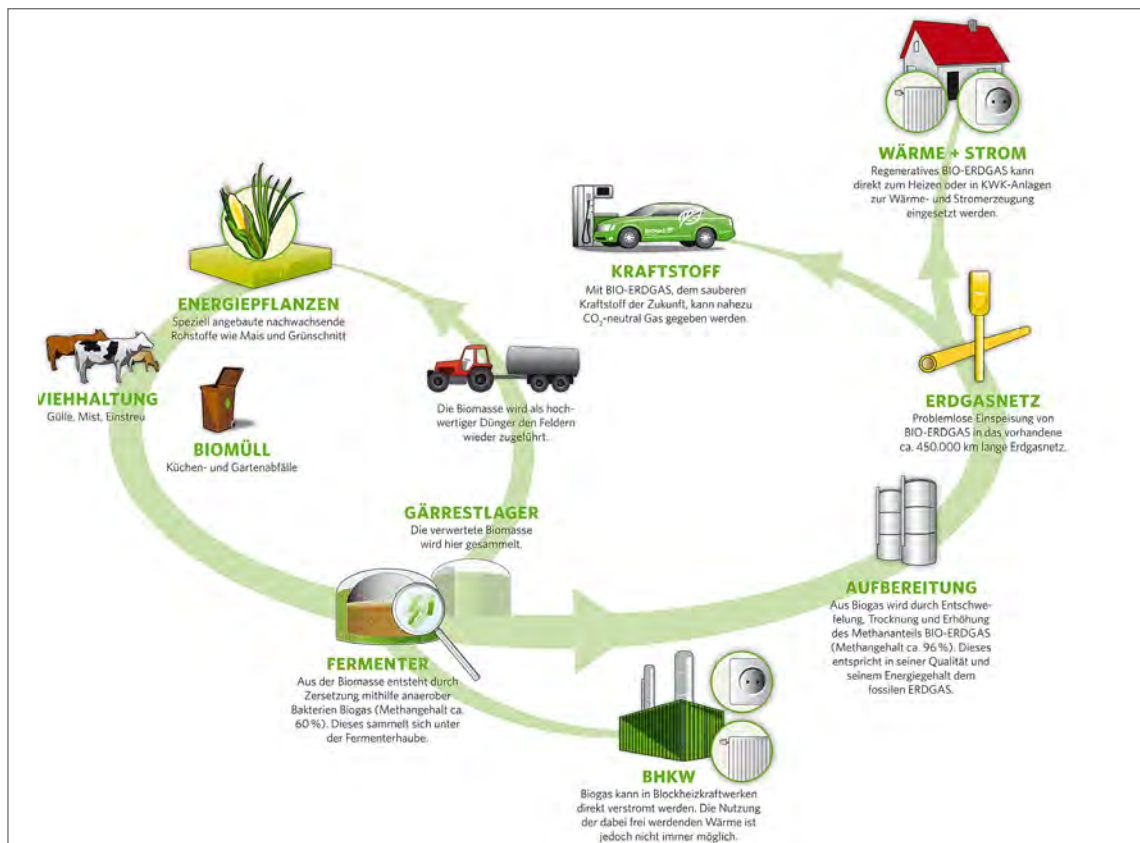 WÄRME + STROM
Regeneratives BIO-ERDGAS kann
direkt zum Heizen oder in KWK-Anlagen
zur Wärme- und Stromerzeugung
eingesetzt werden.
KRAFTSTOFF
Mit BIO-ERDGAS, dem sauberen
Kraftstoff der Zukunft, kann nahezu
CO₂-neutral Gas gegeben werden.
ENERGIEPFLANZEN
Speziell angebaute nachwachsende
Rohstoffe wie Mais und Grünschnitt
VIEHHALTUNG
Gülle, Mist, Einstreu
BIOMÜLL
Küchen- und Gartenabfälle
Die Biomasse wird als hoch-
wertiger Dünger den Feldern
wieder zugeführt.
ERDGASNETZ
Problemlose Einspeisung von
BIO-ERDGAS in das vorhandene
ca. 450.000 km lange Erdgasnetz.
GÄRRESTLAGER
Die verwertete Biomasse
wird hier gesammelt.
AUFBEREITUNG
Aus Biogas wird durch Entschwe-
felung, Trocknung und Erhöhung
des Methananteils BIO-ERDGAS
(Methangehalt ca. 96 %). Dieses
entspricht in seiner Qualität und
seinem Energiegehalt dem
fossilen ERDGAS.
FERMENTER
Aus der Biomasse entsteht durch
Zersetzung mithilfe anaerober
Bakterien Biogas (Methangehalt ca.
60 %). Dieses sammelt sich unter
der Fermenterhaube.
BHKW
Biogas kann in Blockheizkraftwerken
direkt verstromt werden. Die Nutzung
der dabei frei werdenden Wärme ist
jedoch nicht immer möglich.